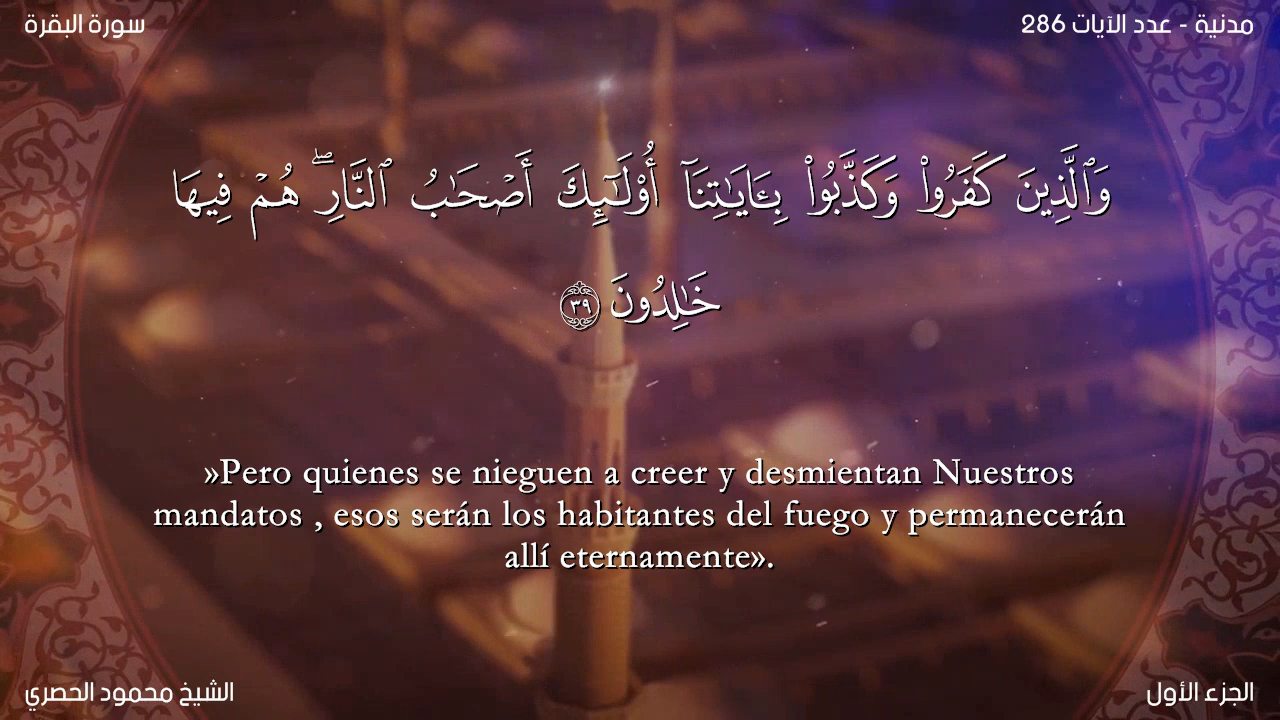 سورة البقرة
مدنية - عدد الآيات 286
وَٱلَّذِينَ كَفَرُوا۟ وَكَذَّبُوا۟ بِـَٔايَـٰتِنَآ أُو۟لَـٰٓئِكَ أَصْحَـٰبُ ٱلنَّارِ ۖ هُمْ فِيهَا
خَـٰلِدُونَ ٣٩
»Pero quienes se nieguen a creer y desmientan Nuestros
mandatos , esos serán los habitantes del fuego y permanecerán
allí eternamente».
الشيخ محمود الحصري
الجزء الأول